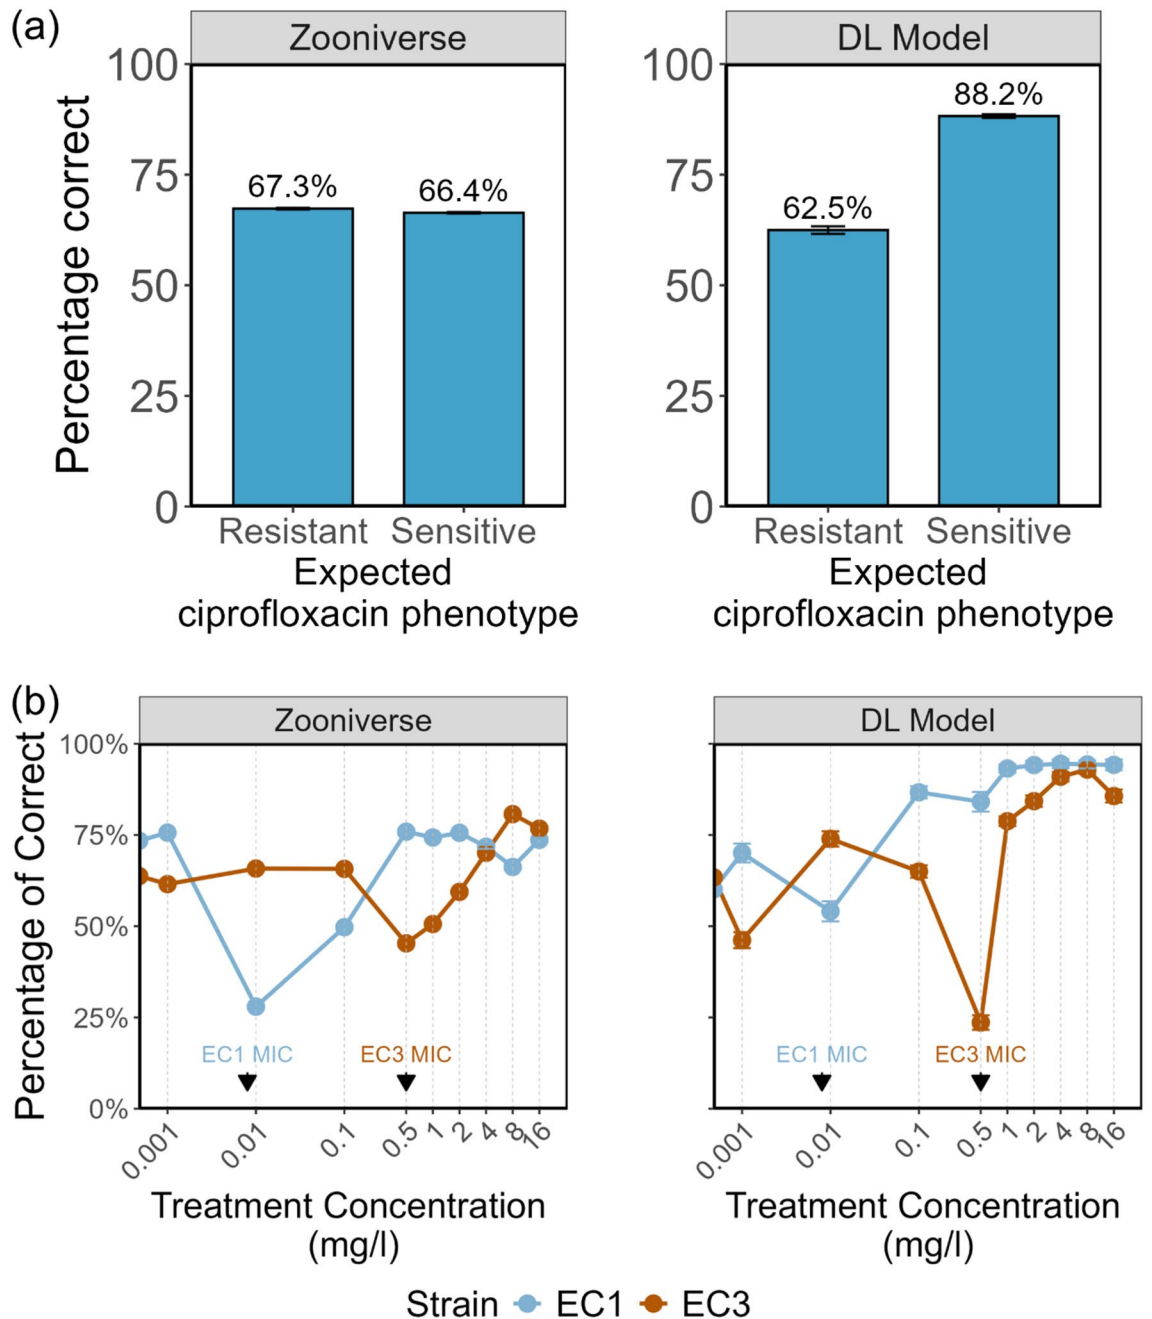 (a)
Zooniverse
DL Model
Percentage correct
100
75
50
25
0
67.3%
66.4%
Resistant Sensitive
Expected
ciprofloxacin phenotype
100
75
50
25
0
62.5%
88.2%
Resistant Sensitive
Expected
ciprofloxacin phenotype
(b)
Zooniverse
DL Model
Percentage of Correct
100%
75%
50%
25%
0%
EC1 MIC
EC3 MIC
0.001 0.01 0.1 0.5 1 2 4 8 16
Treatment Concentration
(mg/l)
EC1 MIC
EC3 MIC
0.001 0.01 0.1 0.5 1 2 4 8 16
Treatment Concentration
(mg/l)
Strain EC1 EC3